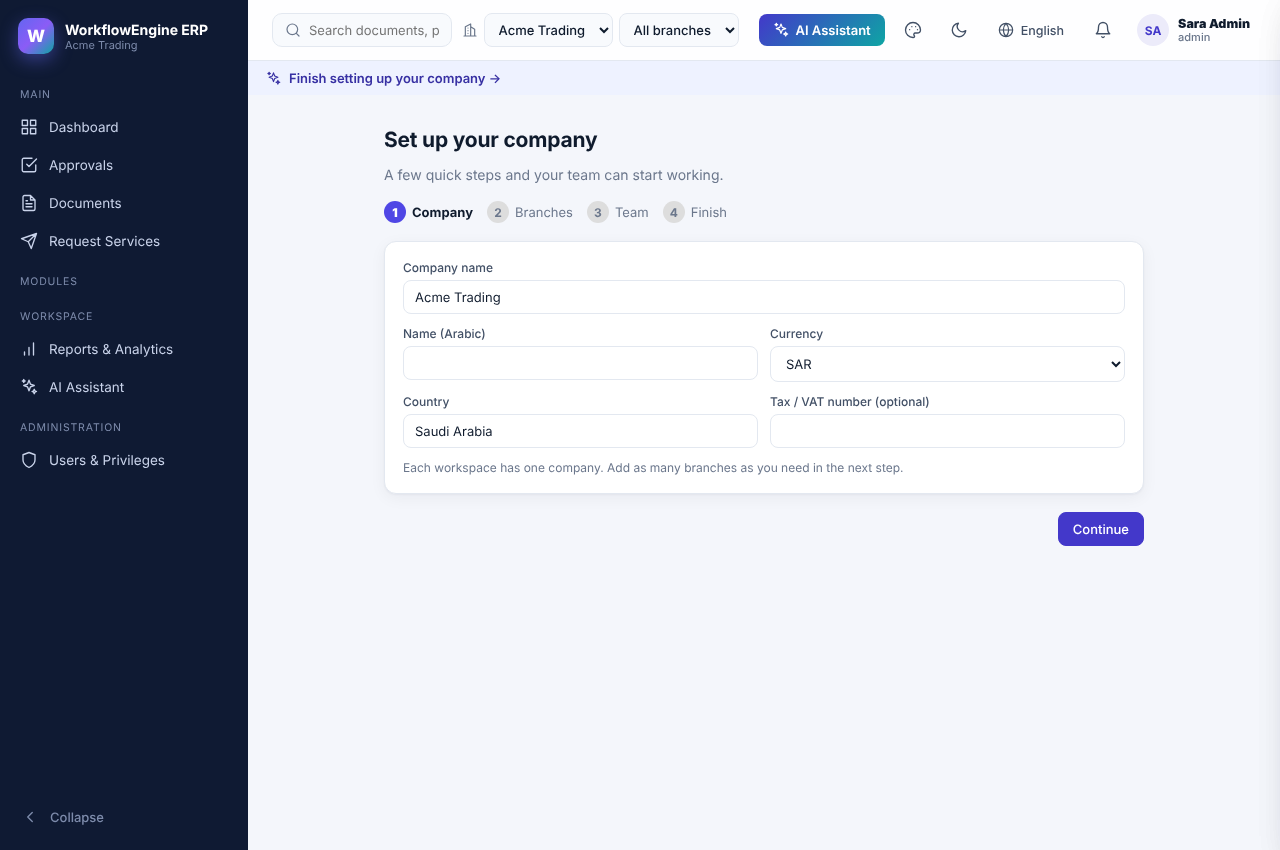 W
WorkflowEngine ERP
Acme Trading
MAIN
Dashboard
Approvals
Documents
Request Services
MODULES
WORKSPACE
Reports & Analytics
AI Assistant
ADMINISTRATION
Users & Privileges
Collapse
Search documents, p
Acme Trading
All branches
AI Assistant
English
SA
Sara Admin
admin
Finish setting up your company →
Set up your company
A few quick steps and your team can start working.
1 Company 2 Branches 3 Team 4 Finish
Company name
Acme Trading
Name (Arabic) Currency
SAR
Country Tax / VAT number (optional)
Saudi Arabia
Each workspace has one company. Add as many branches as you need in the next step.
Continue